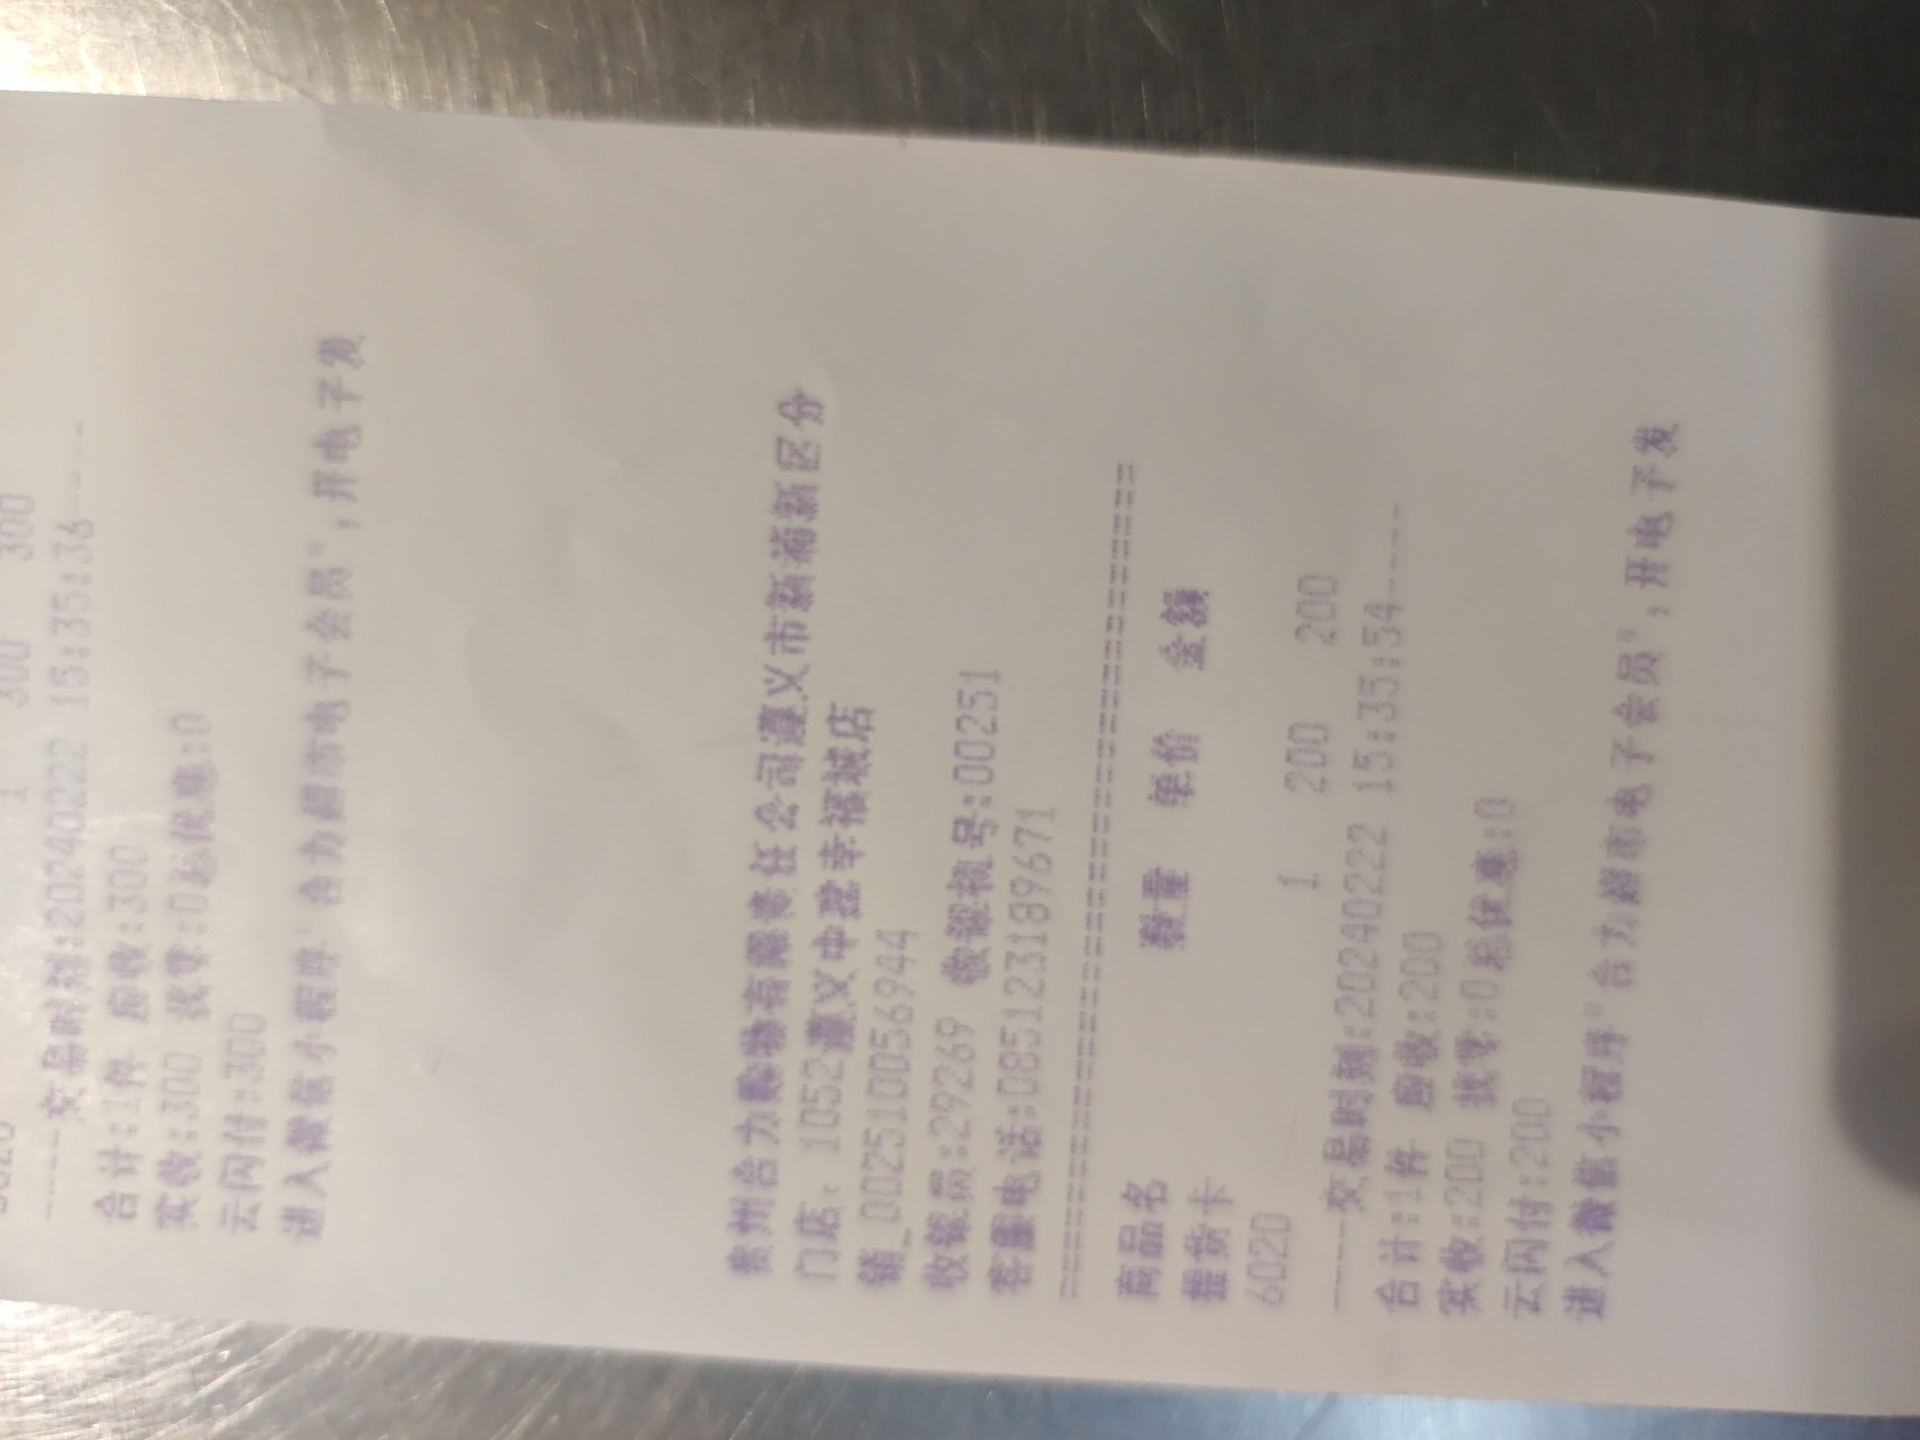 1 300 300
----交易时刻:20240222 15:35:36----
合计:1件 应收:300
实收:300 找零:0总优惠:0
云闪付:300
进入微信小程序"合力超市电子会员",开电子发
贵州合力购物有限责任公司遵义市新浦新区分
门店: 1052遵义中建幸福城店
销_00251005 6944
收银员:29269 收银机号:00251
客服电话:085123189671
========================================
商品名 数量 单价 金额
提货卡
6020 1 200 200
----交易时刻:20240222 15:35:54----
合计:1件 应收:200
实收:200 找零:0总优惠:0
云闪付:200
进入微信小程序"合力超市电子会员",开电子发